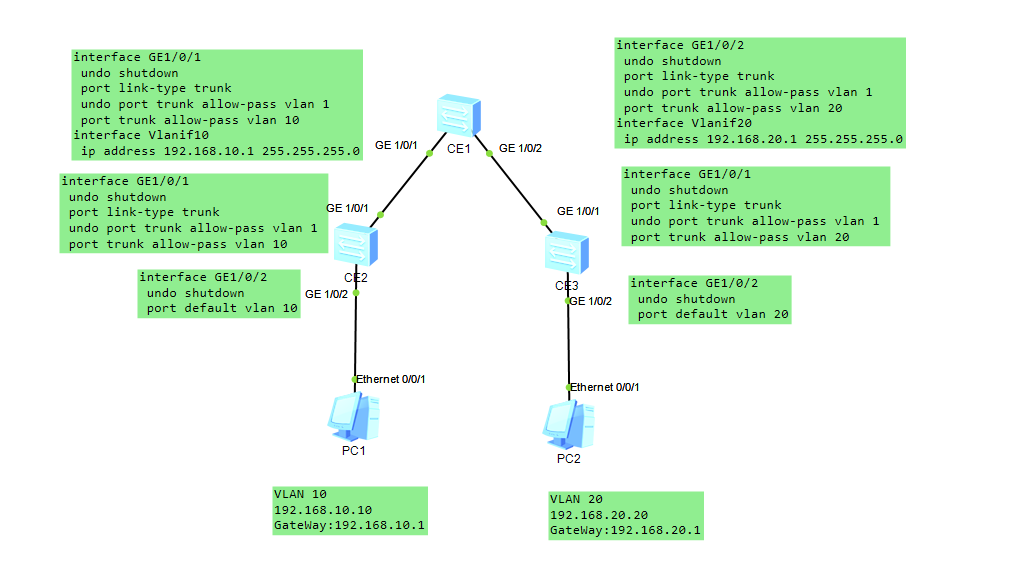 interface GE1/0/1
undo shutdown
port link-type trunk
undo port trunk allow-pass vlan 1
port trunk allow-pass vlan 10
interface Vlanif10
ip address 192.168.10.1 255.255.255.0
interface GE1/0/2
undo shutdown
port link-type trunk
undo port trunk allow-pass vlan 1
port trunk allow-pass vlan 20
interface Vlanif20
ip address 192.168.20.1 255.255.255.0
GE 1/0/1
CE1
GE 1/0/2
interface GE1/0/1
undo shutdown
port link-type trunk
undo port trunk allow-pass vlan 1
port trunk allow-pass vlan 10
GE 1/0/1
GE 1/0/1
interface GE1/0/1
undo shutdown
port link-type trunk
undo port trunk allow-pass vlan 1
port trunk allow-pass vlan 20
interface GE1/0/2
undo shutdown
port default vlan 10
CE2
GE 1/0/2
CE3
GE 1/0/2
interface GE1/0/2
undo shutdown
port default vlan 20
Ethernet 0/0/1
Ethernet 0/0/1
PC1
PC2
VLAN 10
192.168.10.10
GateWay:192.168.10.1
VLAN 20
192.168.20.20
GateWay:192.168.20.1